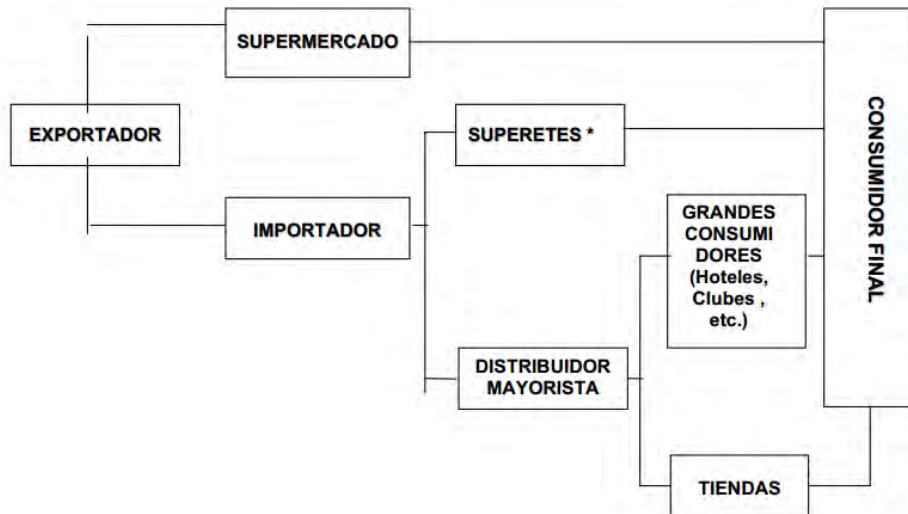 SUPERMERCADO
EXPORTADOR
SUPERETES *
IMPORTADOR
GRANDES
CONSUMI
DORES
(Hoteles,
Clubes ,
etc.)
DISTRIBUIDOR
MAYORISTA
TIENDAS
CONSUMIDOR FINAL